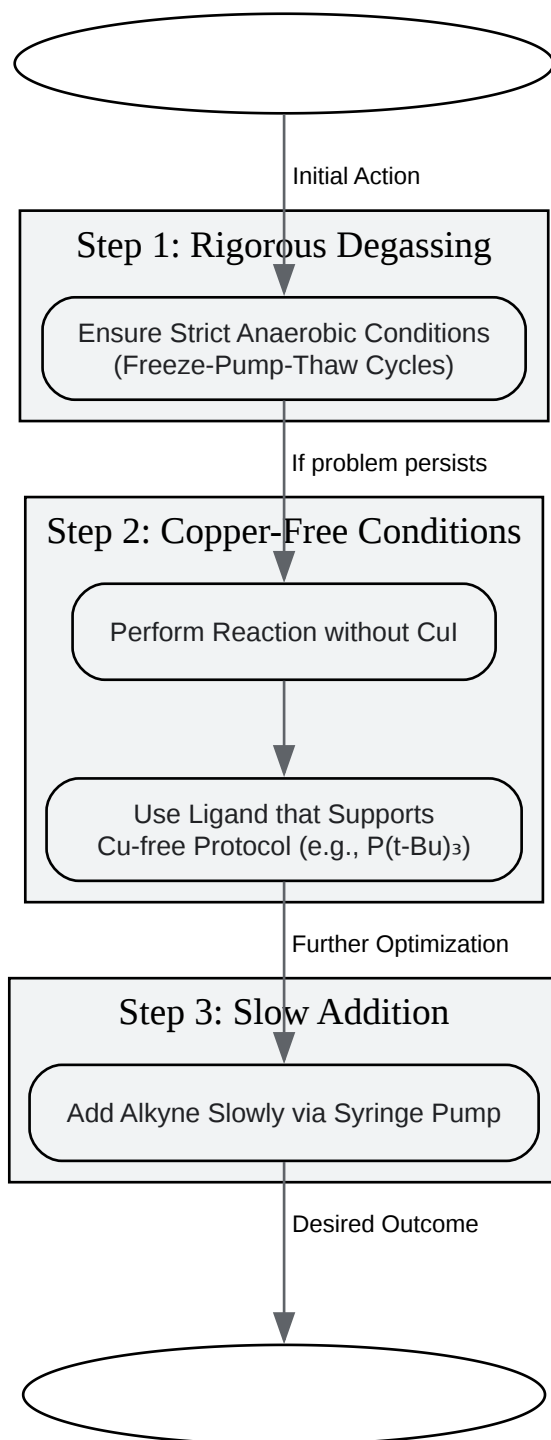 Initial Action
Step 1: Rigorous Degassing
Ensure Strict Anaerobic Conditions
(Freeze-Pump-Thaw Cycles)
If problem persists
Step 2: Copper-Free Conditions
Perform Reaction without CuI
Use Ligand that Supports
Cu-free Protocol (e.g., P(t-Bu)₃)
Further Optimization
Step 3: Slow Addition
Add Alkyne Slowly via Syringe Pump
Desired Outcome